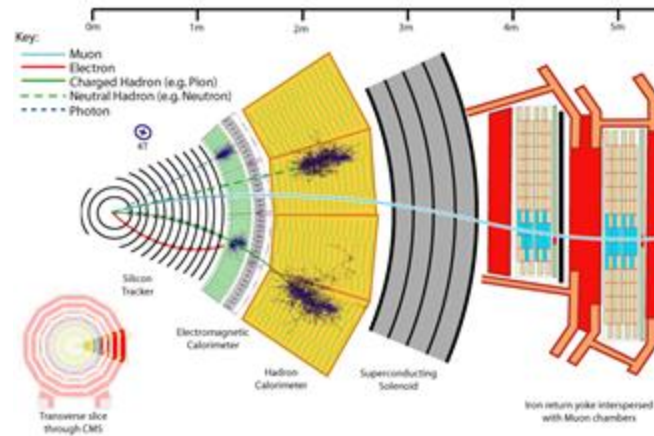 0m 1m 2m 3m 4m 5m
Key:
Muon
Electron
Charged Hadron (e.g. Pion)
Neutral Hadron (e.g. Neutron)
Photon
4T
Silicon
Tracker
Electromagnetic
Calorimeter
Hadron
Calorimeter
Superconducting
Solenoid
Iron return yoke interspersed
with Muon chambers
Transverse slice
through CMS